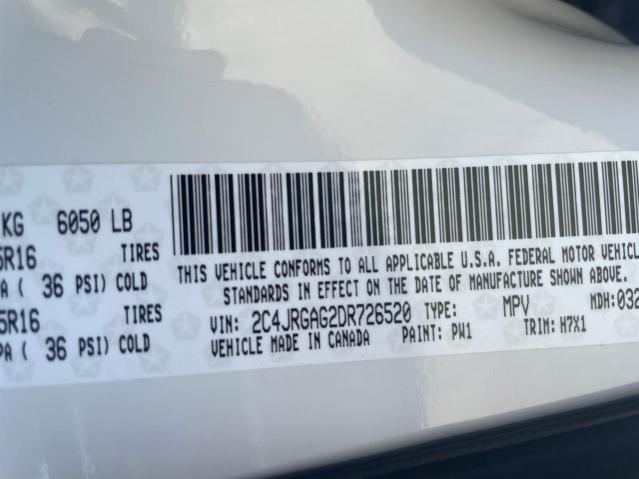 KG 6050 LB
5R16 TIRES
PA ( 36 PSI) COLD
5R16 TIRES
PA ( 36 PSI) COLD
THIS VEHICLE CONFORMS TO ALL APPLICABLE U.S.A. FEDERAL MOTOR VEHICL
STANDARDS IN EFFECT ON THE DATE OF MANUFACTURE SHOWN ABOVE.
VIN: 2C4JRGAG2DR726520 TYPE: MPV MDH:032
VEHICLE MADE IN CANADA PAINT: PW1 TRIM: H7X1